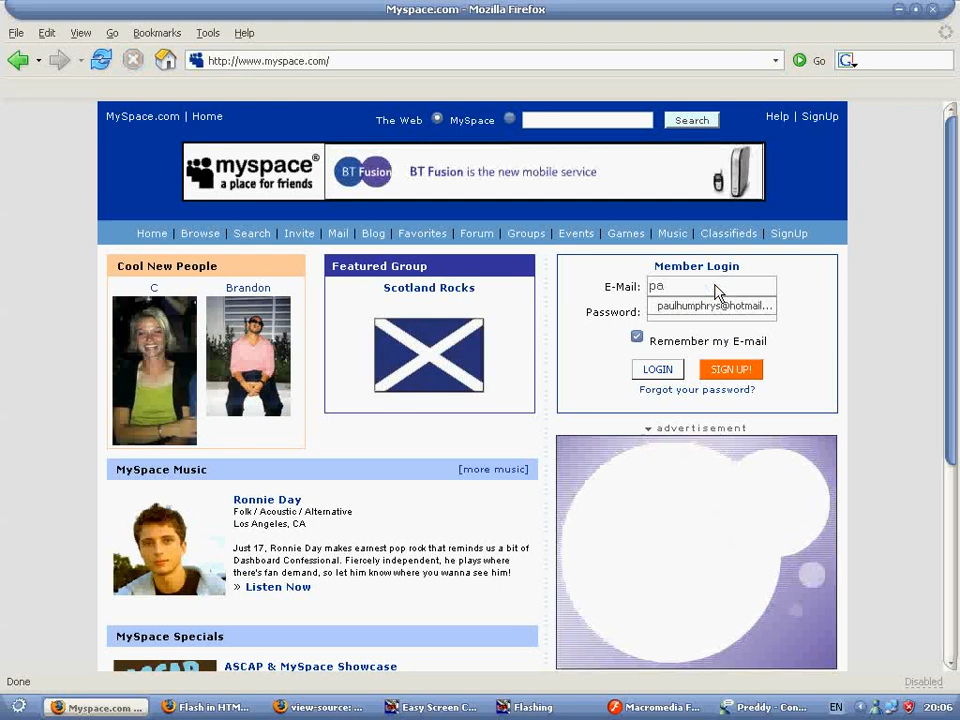 Myspace.com - Mozilla Firefox
File Edit View Go Bookmarks Tools Help
http://www.myspace.com/ Go G
MySpace.com | Home The Web MySpace Search Help | SignUp
myspace®
a place for friends
BT Fusion BT Fusion is the new mobile service
Home | Browse | Search | Invite | Mail | Blog | Favorites | Forum | Groups | Events | Games | Music | Classifieds | SignUp
Cool New People
C Brandon
Featured Group
Scotland Rocks
Member Login
E-Mail: pa
paulhumphrys@hotmail...
Password:
Remember my E-mail
LOGIN SIGN UP!
Forgot your password?
advertisement
MySpace Music [more music]
Ronnie Day
Folk / Acoustic / Alternative
Los Angeles, CA
Just 17, Ronnie Day makes earnest pop rock that reminds us a bit of
Dashboard Confessional. Fiercely independent, he plays where
there's fan demand, so let him know where you wanna see him!
» Listen Now
MySpace Specials
ASCAP ASCAP & MySpace Showcase
Done Disabled
Myspace.com ... Flash in HTM... view-source: ... Easy Screen C... Flashing Macromedia F... Preddy - Con... EN 20:06